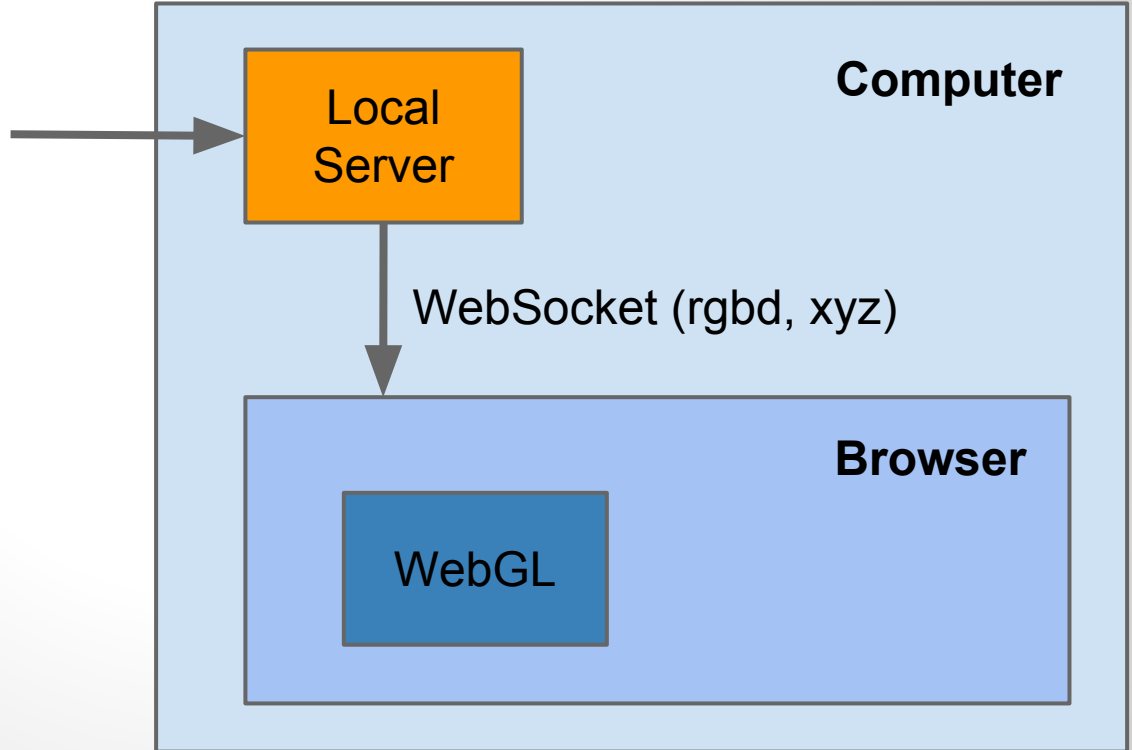 Computer
Local
Server
WebSocket (rgbd, xyz)
Browser
WebGL